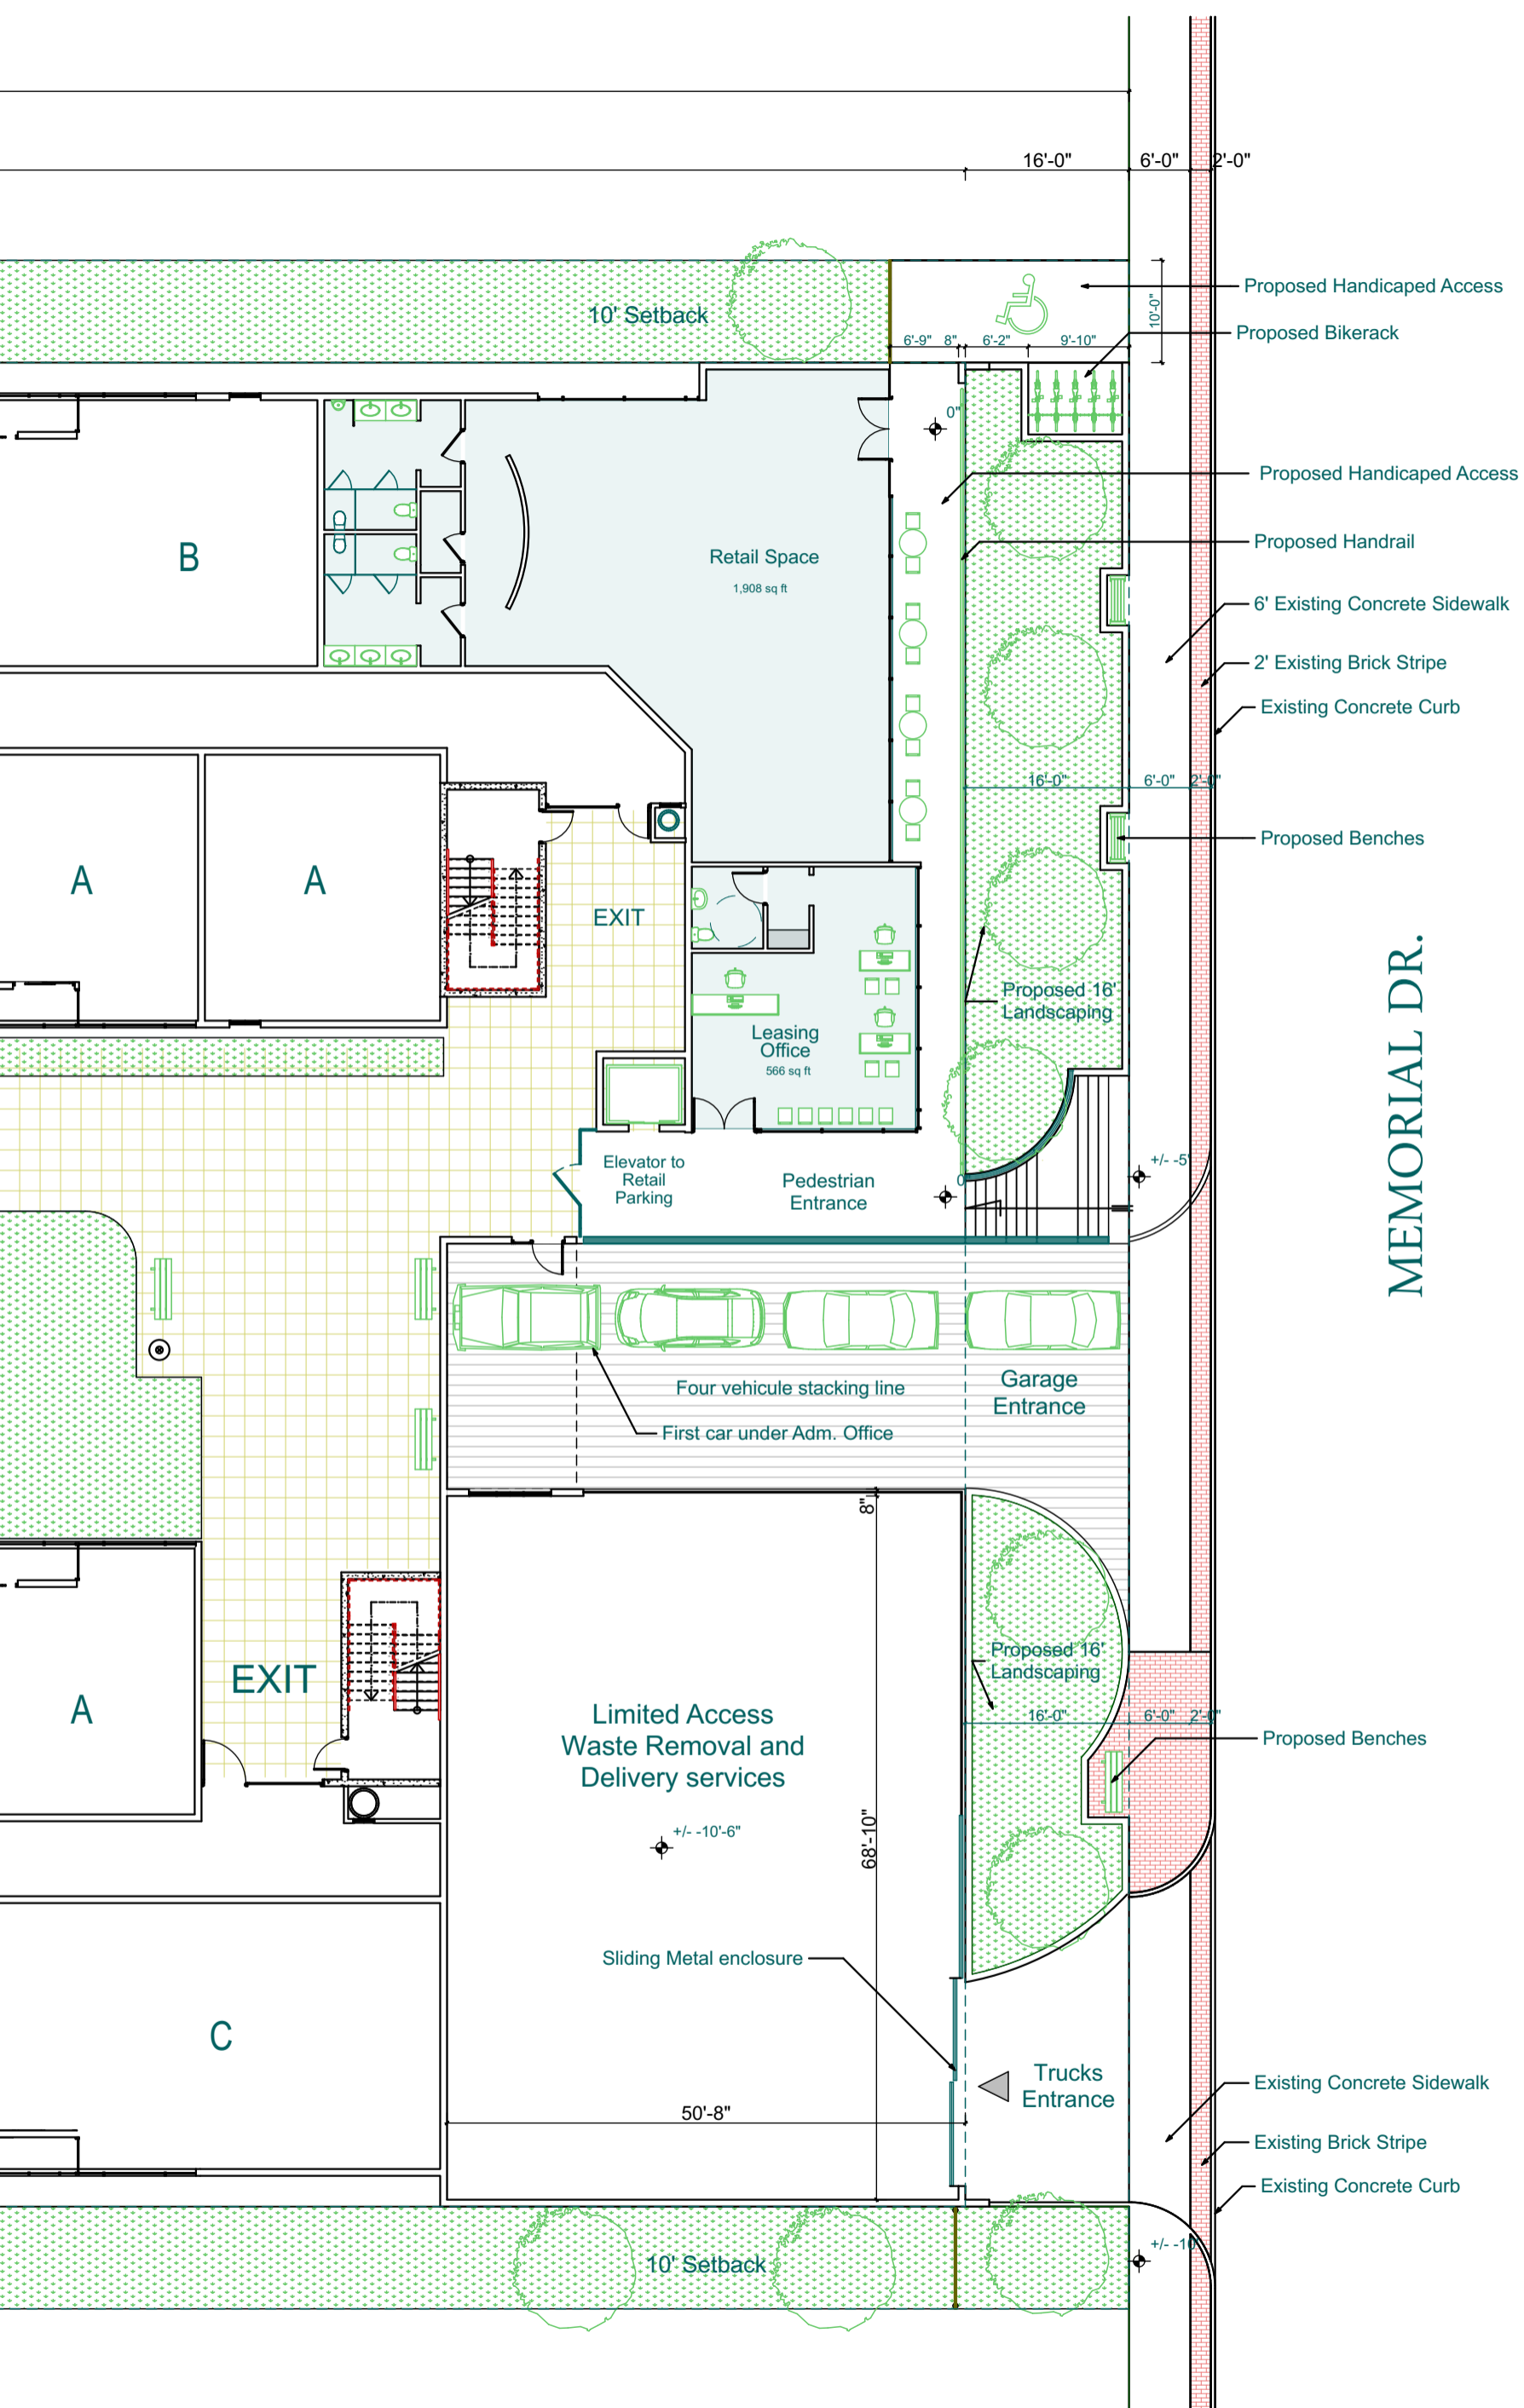 16'-0" 6'-0" 2'-0"
Proposed Handicaped Access
10'-0"
10' Setback
Proposed Bikerack
6'-9" 8" 6'-2" 9'-10"
0"
Proposed Handicaped Access
Proposed Handrail
B
Retail Space
1,908 sq ft
6' Existing Concrete Sidewalk
2' Existing Brick Stripe
Existing Concrete Curb
16'-0" 6'-0" 2'-0"
Proposed Benches
A
A
EXIT
Proposed 16'
Landscaping
Leasing
Office
566 sq ft
MEMORIAL DR.
Elevator to
Retail
Parking
Pedestrian
Entrance
0"
+/- -5'
Four vehicule stacking line
Garage
Entrance
First car under Adm. Office
8"
Proposed 16'
Landscaping
EXIT
A
Limited Access
Waste Removal and
Delivery services
16'-0" 6'-0" 2'-0"
Proposed Benches
+/- -10'-6"
68'-10"
Sliding Metal enclosure
C
Trucks
Entrance
50'-8"
Existing Concrete Sidewalk
Existing Brick Stripe
Existing Concrete Curb
+/- -10'
10' Setback